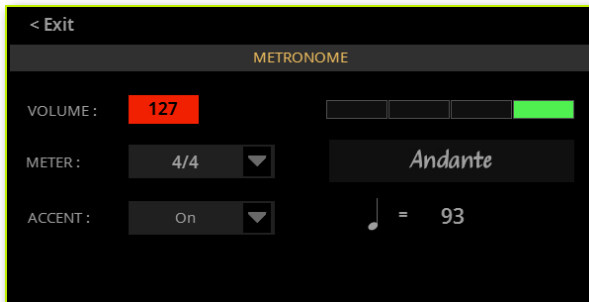 < Exit
METRONOME
VOLUME : 127
METER : 4/4 Andante
ACCENT : On = 93